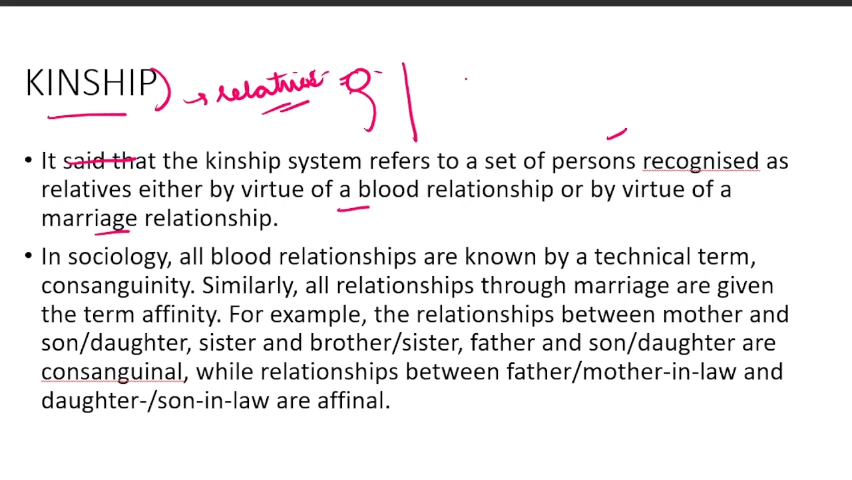 KINSHIP) → relatives
• It said that the kinship system refers to a set of persons recognised as
relatives either by virtue of a blood relationship or by virtue of a
marriage relationship.
• In sociology, all blood relationships are known by a technical term,
consanguinity. Similarly, all relationships through marriage are given
the term affinity. For example, the relationships between mother and
son/daughter, sister and brother/sister, father and son/daughter are
consanguinal, while relationships between father/mother-in-law and
daughter-/son-in-law are affinal.